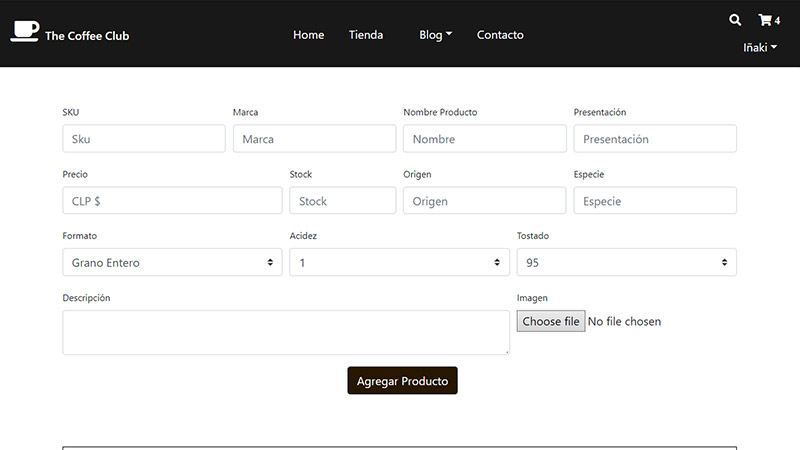 The Coffee Club
Home Tienda Blog Contacto
4
Iñaki
SKU Marca Nombre Producto Presentación
Sku Marca Nombre Presentación
Precio Stock Origen Especie
CLP $ Stock Origen Especie
Formato Acidez Tostado
Grano Entero 1 95
Descripción Imagen
Choose file No file chosen
Agregar Producto